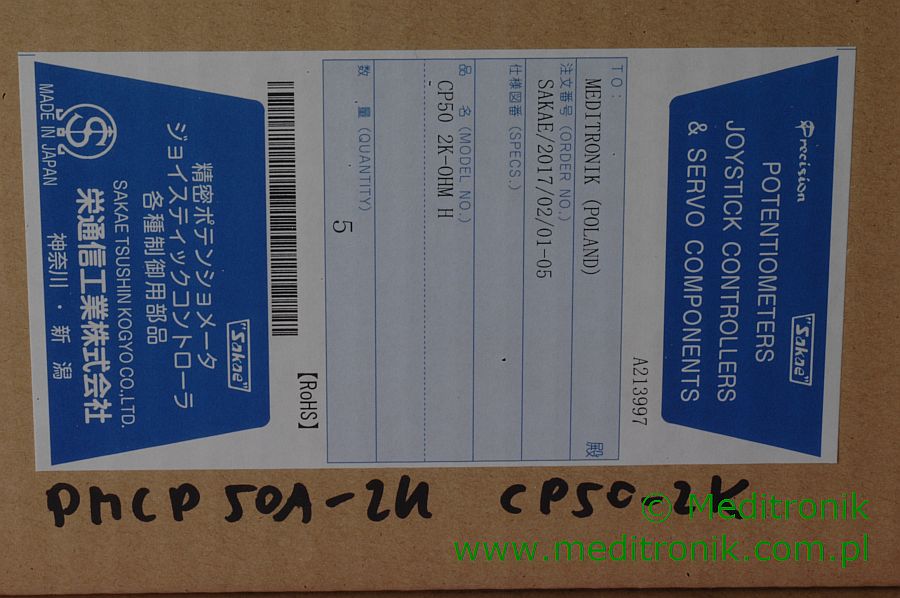 Precision "Sakae"
POTENTIOMETERS
JOYSTICK CONTROLLERS
& SERVO COMPONENTS
A213997
TO:
MEDITRONIK (POLAND) 殿
注文番号 (ORDER NO.)
SAKAE/2017/02/01-05
仕様図番 (SPECS.)
品 名 (MODEL NO.)
CP50 2K-OHM H
数 量 (QUANTITY)
5
【RoHS】
"Sakae"
精密ポテンショメータ
ジョイスティックコントローラ
各種制御用部品
SAKAE TSUSHIN KOGYO CO.,LTD.
栄通信工業株式会社
神奈川・新潟
MADE IN JAPAN
PMCP50A-2K CP50-2K
© Meditronik
www.meditronik.com.pl